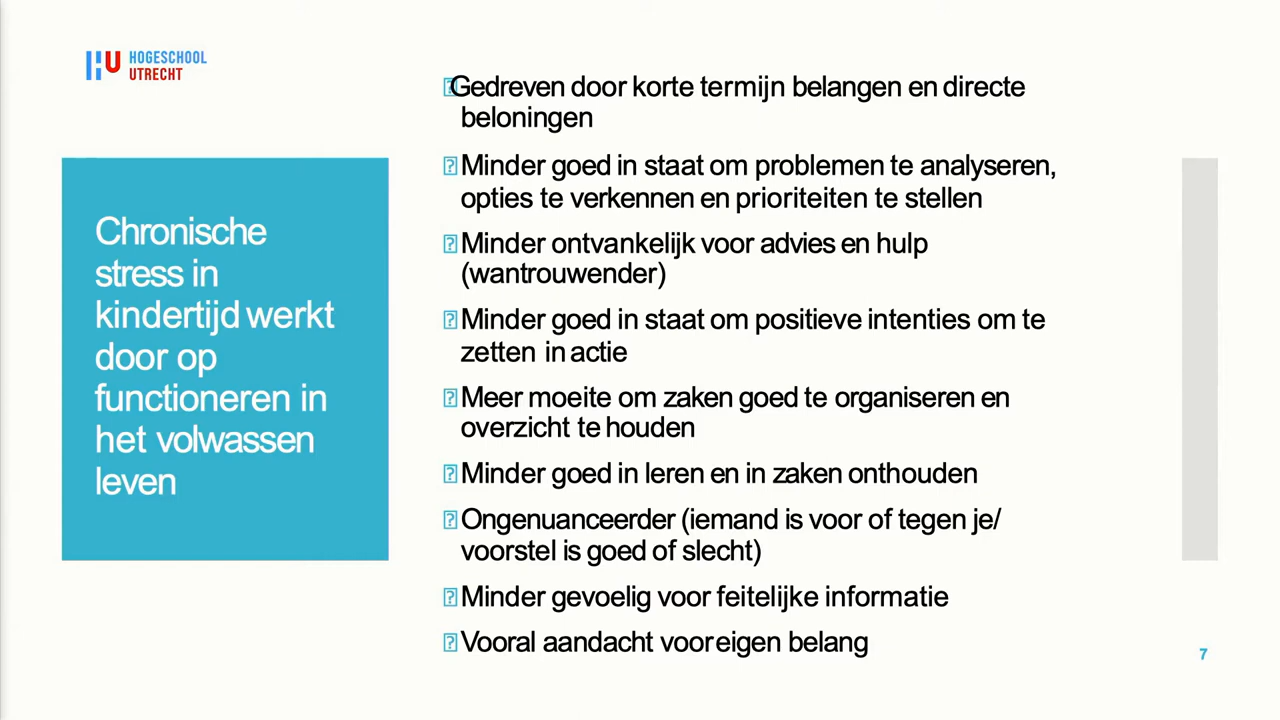 HU HOGESCHOOL
UTRECHT
Chronische
stress in
kindertijd werkt
door op
functioneren in
het volwassen
leven
Gedreven door korte termijn belangen en directe
beloningen
Minder goed in staat om problemen te analyseren,
opties te verkennen en prioriteiten te stellen
Minder ontvankelijk voor advies en hulp
(wantrouwender)
Minder goed in staat om positieve intenties om te
zetten in actie
Meer moeite om zaken goed te organiseren en
overzicht te houden
Minder goed in leren en in zaken onthouden
Ongenuanceerder (iemand is voor of tegen je/
voorstel is goed of slecht)
Minder gevoelig voor feitelijke informatie
Vooral aandacht voor eigen belang
7